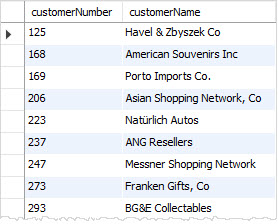 customerNumber customerName
125 Havel & Zbyszek Co
168 American Souvenirs Inc
169 Porto Imports Co.
206 Asian Shopping Network, Co
223 Natürlich Autos
237 ANG Resellers
247 Messner Shopping Network
273 Franken Gifts, Co
293 BG&E Collectables